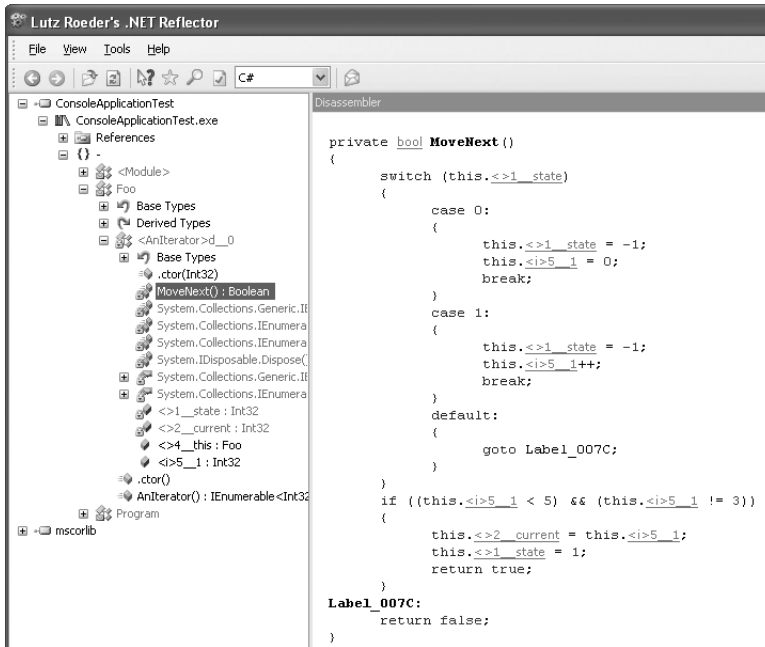 Lutz Roeder's .NET Reflector
File View Tools Help
C#
ConsoleApplicationTest
ConsoleApplicationTest.exe
References
{} -
<Module>
Foo
Base Types
Derived Types
<AnIterator>d__0
Base Types
.ctor(Int32)
MoveNext() : Boolean
System.Collections.Generic.IE
System.Collections.IEnumera
System.Collections.IEnumera
System.IDisposable.Dispose()
System.Collections.Generic.IE
System.Collections.IEnumera
<>1__state : Int32
<>2__current : Int32
<>4__this : Foo
<i>5__1 : Int32
.ctor()
AnIterator() : IEnumerable<Int32
Program
mscorlib
Disassembler
private bool MoveNext()
{
switch (this.<>1__state)
{
case 0:
{
this.<>1__state = -1;
this.<i>5__1 = 0;
break;
}
case 1:
{
this.<>1__state = -1;
this.<i>5__1++;
break;
}
default:
{
goto Label_007C;
}
}
if ((this.<i>5__1 < 5) && (this.<i>5__1 != 3))
{
this.<>2__current = this.<i>5__1;
this.<>1__state = 1;
return true;
}
Label_007C:
return false;
}